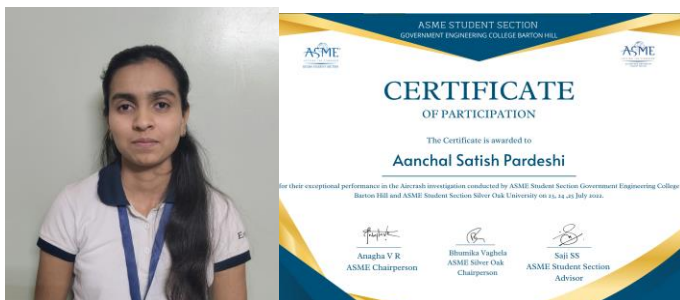 ASME STUDENT SECTION
GOVERNMENT ENGINEERING COLLEGE BARTON HILL
ASME
ASME
CERTIFICATE
OF PARTICIPATION
The Certificate is awarded to
Aanchal Satish Pardeshi
for their exceptional performance in the Aircrash investigation conducted by ASME Student Section Government Engineering College
Barton Hill and ASME Student Section Silver Oak University on 23, 24 ,25 July 2022.
Anagha V R
ASME Chairperson
Bhumika Vaghela
ASME Silver Oak
Chairperson
Saji SS
ASME Student Section
Advisor